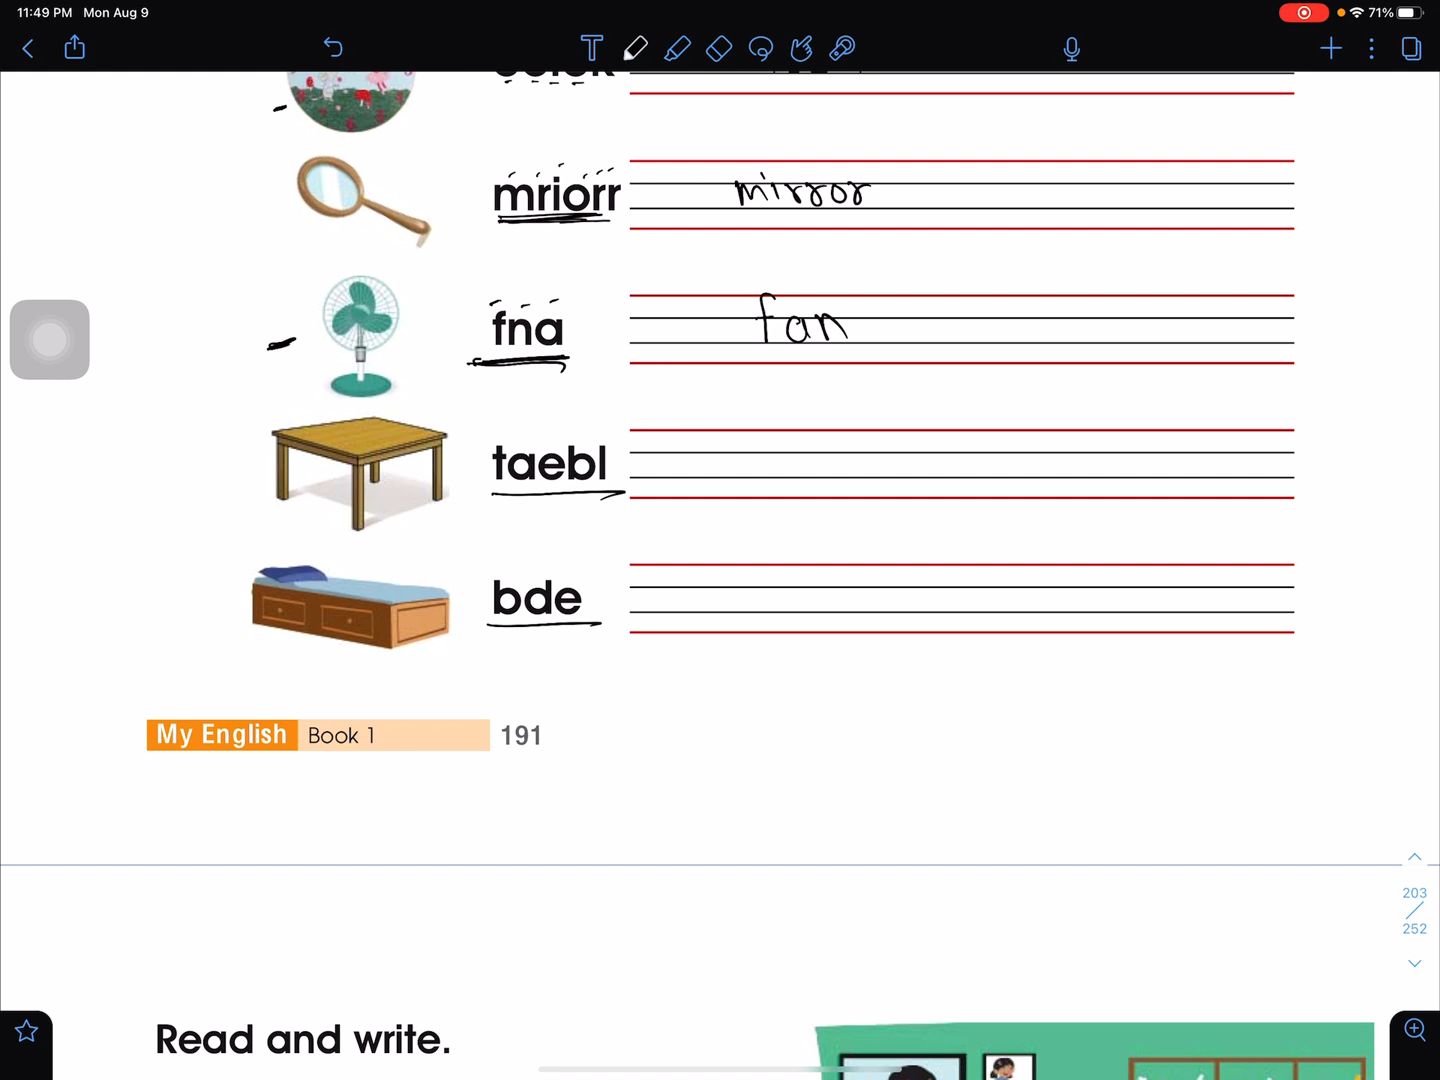 11:49 PM Mon Aug 9 71%
mriorr mirror
fna fan
taebl
bde
My English Book 1 191
203
252
Read and write.